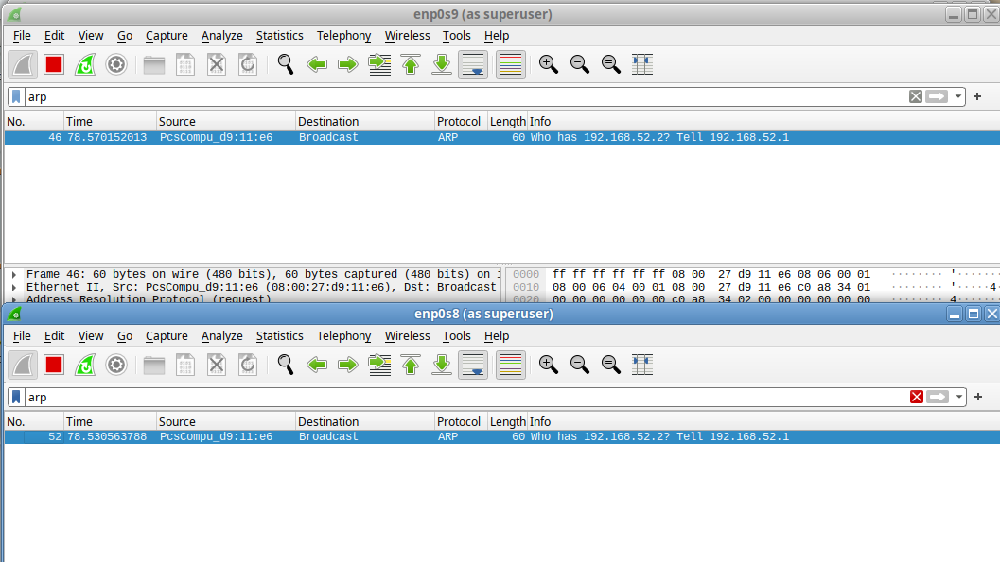 enp0s9 (as superuser)
File Edit View Go Capture Analyze Statistics Telephony Wireless Tools Help
arp +
No. Time Source Destination Protocol Length Info
46 78.570152013 PcsCompu_d9:11:e6 Broadcast ARP 60 Who has 192.168.52.2? Tell 192.168.52.1
Frame 46: 60 bytes on wire (480 bits), 60 bytes captured (480 bits) on i
0000 ff ff ff ff ff ff 08 00 27 d9 11 e6 08 06 00 01 ········ '·······
Ethernet II, Src: PcsCompu_d9:11:e6 (08:00:27:d9:11:e6), Dst: Broadcast
0010 08 00 06 04 00 01 08 00 27 d9 11 e6 c0 a8 34 01 ········ '·····4·
Address Resolution Protocol (request)
0020 00 00 00 00 00 00 c0 a8 34 02 00 00 00 00 00 00 ········ 4·······
enp0s8 (as superuser)
File Edit View Go Capture Analyze Statistics Telephony Wireless Tools Help
arp +
No. Time Source Destination Protocol Length Info
52 78.530563788 PcsCompu_d9:11:e6 Broadcast ARP 60 Who has 192.168.52.2? Tell 192.168.52.1